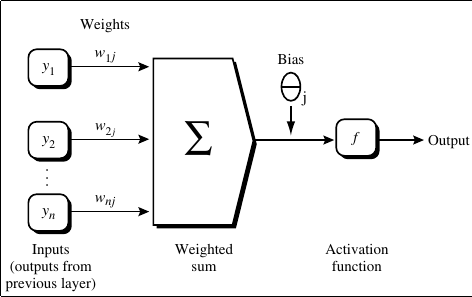 Weights
y1 w1j
Bias
Θj
y2 w2j
∑
f
Output
⋮
yn wnj
Inputs
(outputs from
previous layer)
Weighted
sum
Activation
function